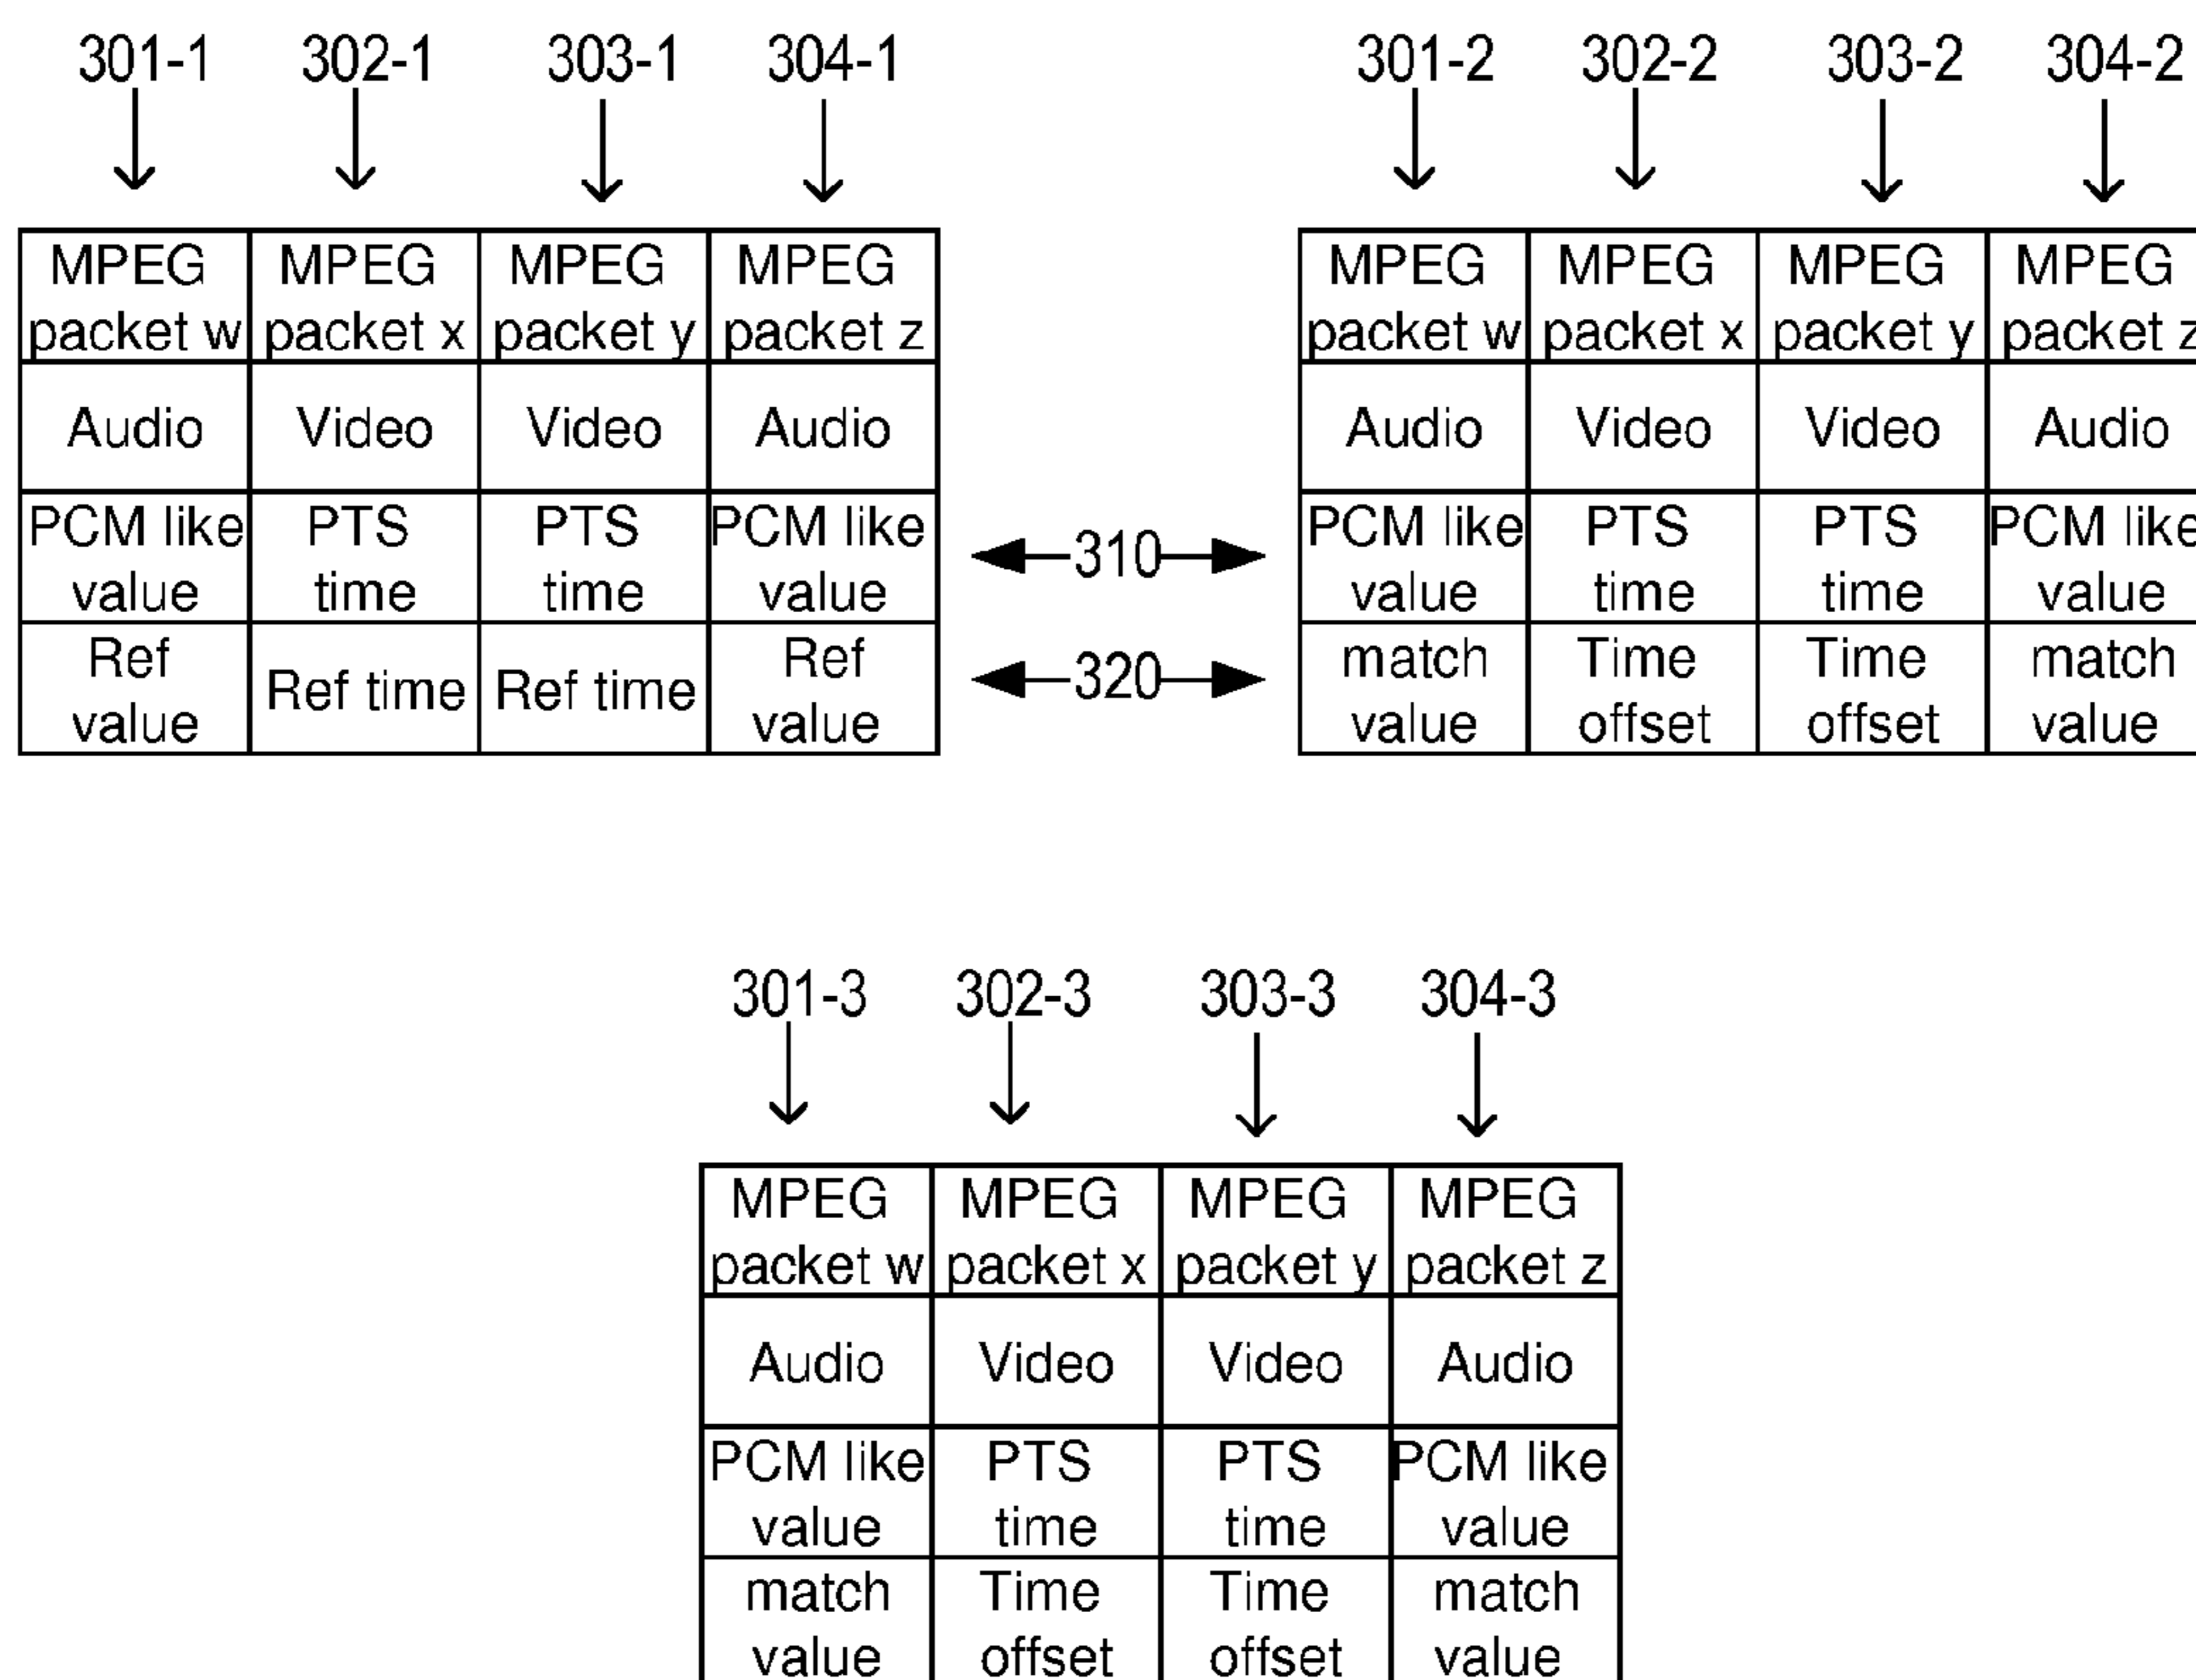 301-1 302-1 303-1 304-1
301-2 302-2 303-2 304-2
MPEG MPEG MPEG MPEG
packet w packet x packet y packet z
Audio Video Video Audio
PCM like PTS PTS PCM like
value time time value
Ref Ref time Ref time Ref
value value
310
320
MPEG MPEG MPEG MPEG
packet w packet x packet y packet z
Audio Video Video Audio
PCM like PTS PTS PCM like
value time time value
match Time Time match
value offset offset value
301-3 302-3 303-3 304-3
MPEG MPEG MPEG MPEG
packet w packet x packet y packet z
Audio Video Video Audio
PCM like PTS PTS PCM like
value time time value
match Time Time match
value offset offset value